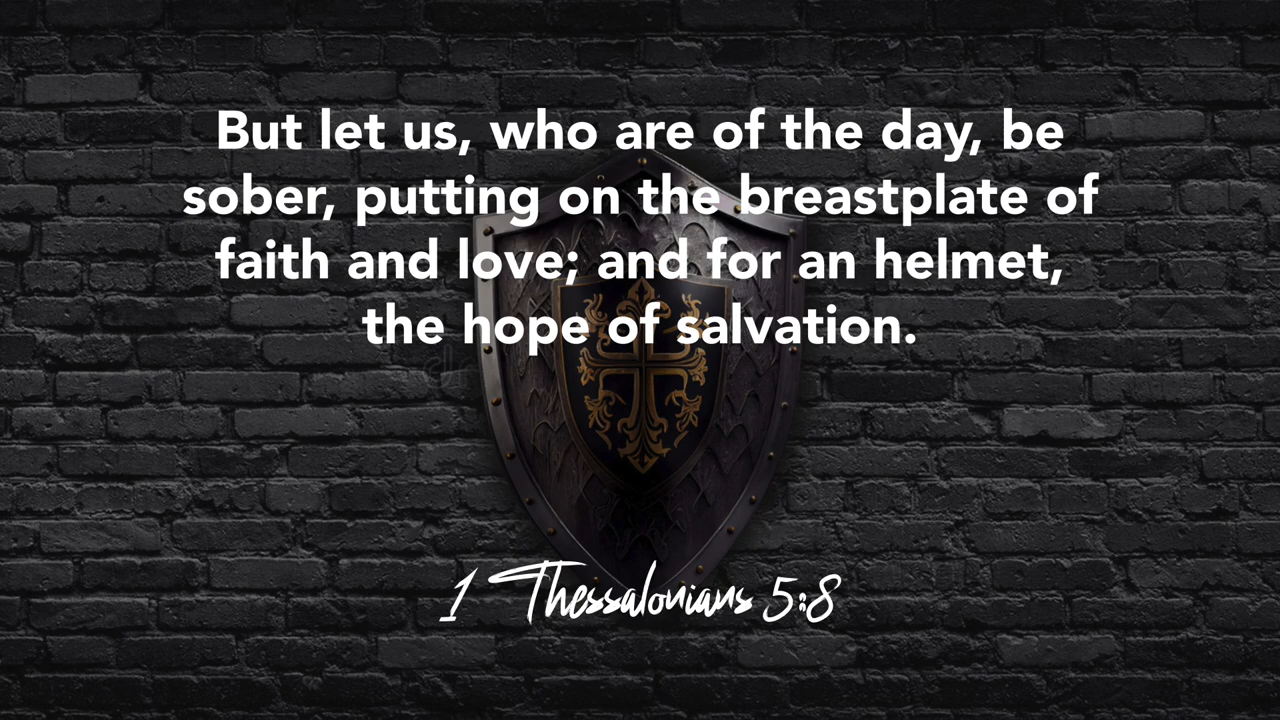 But let us, who are of the day, be
sober, putting on the breastplate of
faith and love; and for an helmet,
the hope of salvation.
1 Thessalonians 5:8